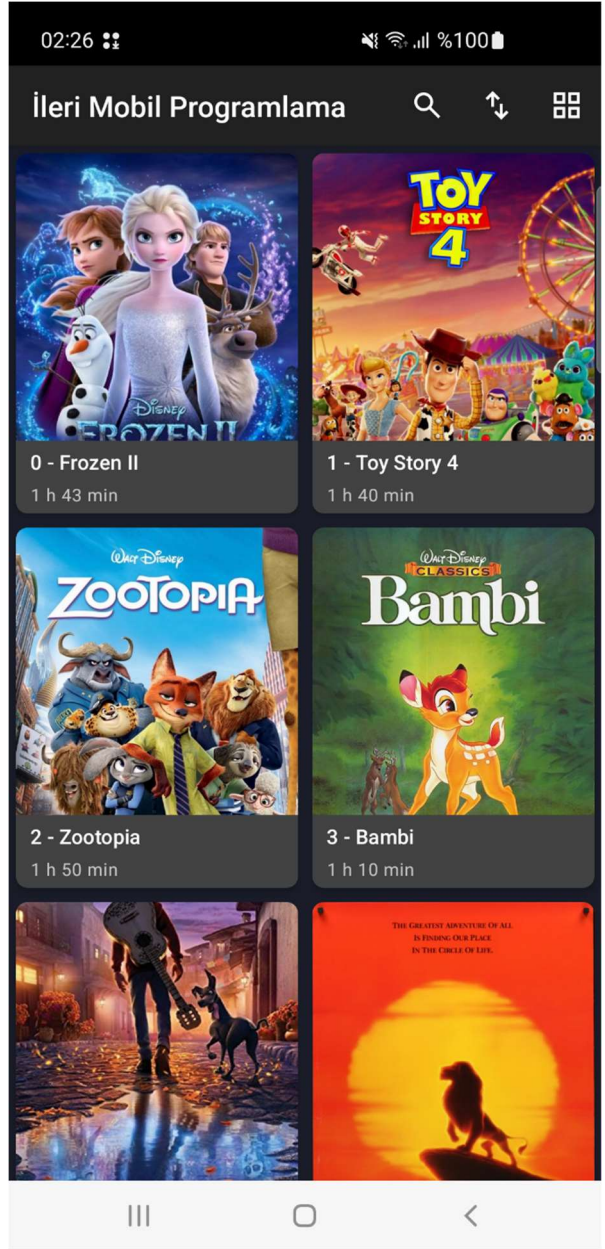 02:26 %100
İleri Mobil Programlama
TOY
STORY
4
Disney
FROZEN II
0 - Frozen II
1 h 43 min
1 - Toy Story 4
1 h 40 min
Walt Disney
ZOOTOPIA
Walt Disney
CLASSICS
Bambi
2 - Zootopia
1 h 50 min
3 - Bambi
1 h 10 min
THE GREATEST ADVENTURE OF ALL
IS FINDING OUR PLACE
IN THE CIRCLE OF LIFE.